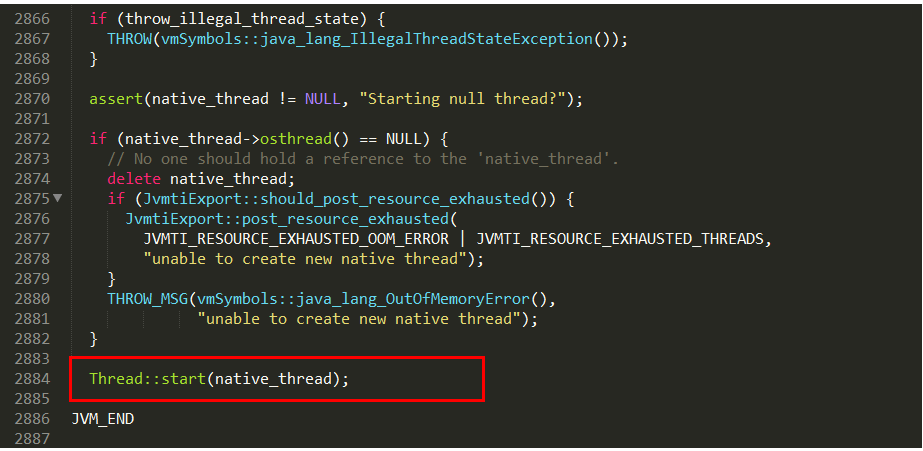 2866 if (throw_illegal_thread_state) {
2867 THROW(vmSymbols::java_lang_IllegalThreadStateException());
2868 }
2869
2870 assert(native_thread != NULL, "Starting null thread?");
2871
2872 if (native_thread->osthread() == NULL) {
2873 // No one should hold a reference to the 'native_thread'.
2874 delete native_thread;
2875 if (JvmtiExport::should_post_resource_exhausted()) {
2876 JvmtiExport::post_resource_exhausted(
2877 JVMTI_RESOURCE_EXHAUSTED_OOM_ERROR | JVMTI_RESOURCE_EXHAUSTED_THREADS,
2878 "unable to create new native thread");
2879 }
2880 THROW_MSG(vmSymbols::java_lang_OutOfMemoryError(),
2881 "unable to create new native thread");
2882 }
2883
2884 Thread::start(native_thread);
2885
2886 JVM_END
2887